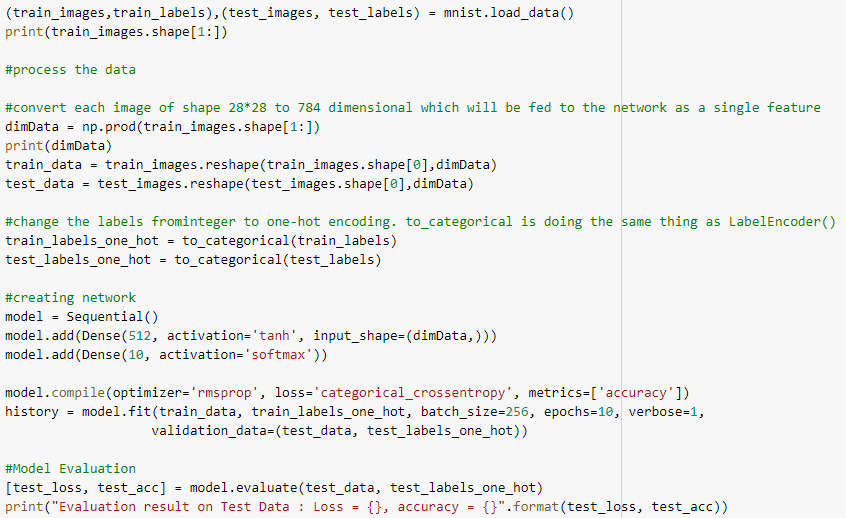 (train_images,train_labels),(test_images, test_labels) = mnist.load_data()
print(train_images.shape[1:])
#process the data
#convert each image of shape 28*28 to 784 dimensional which will be fed to the network as a single feature
dimData = np.prod(train_images.shape[1:])
print(dimData)
train_data = train_images.reshape(train_images.shape[0],dimData)
test_data = test_images.reshape(test_images.shape[0],dimData)
#change the labels frominteger to one-hot encoding. to_categorical is doing the same thing as LabelEncoder()
train_labels_one_hot = to_categorical(train_labels)
test_labels_one_hot = to_categorical(test_labels)
#creating network
model = Sequential()
model.add(Dense(512, activation='tanh', input_shape=(dimData,)))
model.add(Dense(10, activation='softmax'))
model.compile(optimizer='rmsprop', loss='categorical_crossentropy', metrics=['accuracy'])
history = model.fit(train_data, train_labels_one_hot, batch_size=256, epochs=10, verbose=1,
validation_data=(test_data, test_labels_one_hot))
#Model Evaluation
[test_loss, test_acc] = model.evaluate(test_data, test_labels_one_hot)
print("Evaluation result on Test Data : Loss = {}, accuracy = {}".format(test_loss, test_acc))